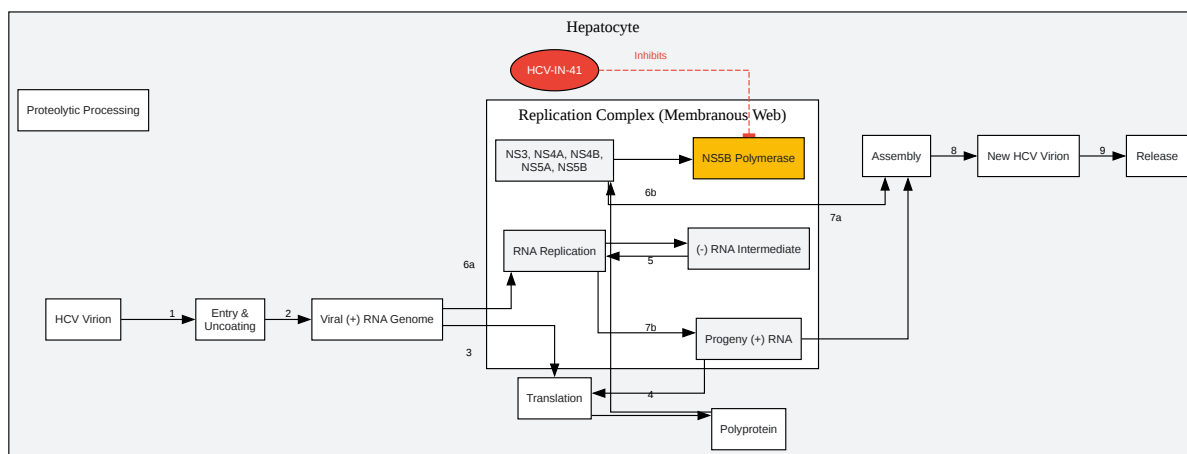 Hepatocyte
Inhibits
HCV-IN-41
Proteolytic Processing
Replication Complex (Membranous Web)
NS3, NS4A, NS4B,
NS5A, NS5B
NS5B Polymerase
Assembly
8
New HCV Virion
9
Release
6b
7a
RNA Replication
(-) RNA Intermediate
5
6a
HCV Virion
1
Entry &
Uncoating
2
Viral (+) RNA Genome
7b
Progeny (+) RNA
3
Translation
4
Polyprotein